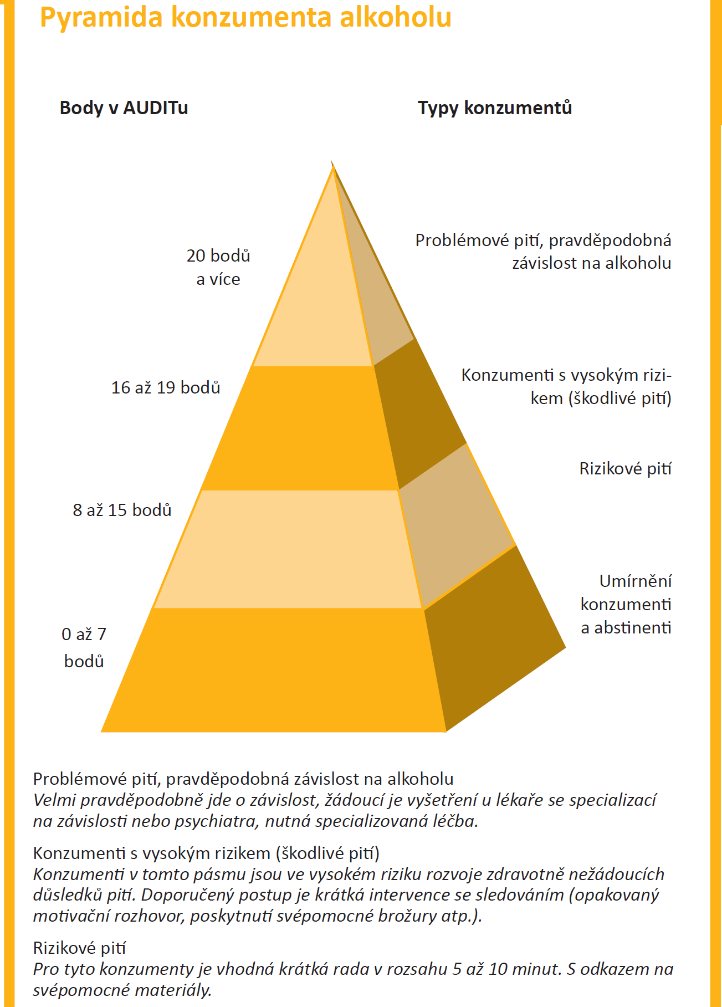 Pyramida konzumenta alkoholu
Body v AUDITu
Typy konzumentů
20 bodů
a více
Problémové pití, pravděpodobná
závislost na alkoholu
16 až 19 bodů
Konzumenti s vysokým rizi-
kem (škodlivé pití)
8 až 15 bodů
Rizikové pití
0 až 7
bodů
Umírnění
konzumenti
a abstinenti
Problémové pití, pravděpodobná závislost na alkoholu
Velmi pravděpodobně jde o závislost, žádoucí je vyšetření u lékaře se specializací
na závislosti nebo psychiatra, nutná specializovaná léčba.
Konzumenti s vysokým rizikem (škodlivé pití)
Konzumenti v tomto pásmu jsou ve vysokém riziku rozvoje zdravotně nežádoucích
důsledků pití. Doporučený postup je krátká intervence se sledováním (opakovaný
motivační rozhovor, poskytnutí svépomocné brožury atp.).
Rizikové pití
Pro tyto konzumenty je vhodná krátká rada v rozsahu 5 až 10 minut. S odkazem na
svépomocné materiály.